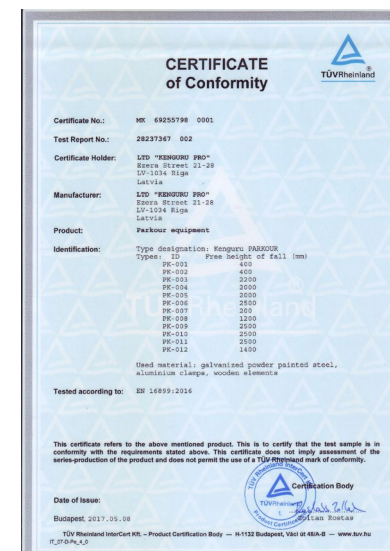 CERTIFICATE
of Conformity
TÜVRheinland®
Certificate No.: MK 69255798 0001
Test Report No.: 28237367 002
Certificate Holder: LTD "KENGURU PRO"
Ezera Street 21-28
LV-1034 Riga
Latvia
Manufacturer: LTD "KENGURU PRO"
Ezera Street 21-28
LV-1034 Riga
Latvia
Product: Parkour equipment
Identification: Type designation: Kenguru PARKOUR
Types: ID Free height of fall (mm)
PK-001 400
PK-002 400
PK-003 2200
PK-004 2000
PK-005 2000
PK-006 2500
PK-007 200
PK-008 1200
PK-009 2500
PK-010 2500
PK-011 2500
PK-012 1400
Used material: galvanized powder painted steel,
aluminium clamps, wooden elements
Tested according to: EN 16899:2016
This certificate refers to the above mentioned product. This is to certify that the test sample is in
conformity with the requirements stated above. This certificate does not imply assessment of the
series-production of the product and does not permit the use of a TÜV Rheinland mark of conformity.
TÜV Rheinland InterCert
TÜVRheinland
Product Certification
Certification Body
Date of Issue:
Budapest, 2017.05.08
Zoltan Rostas
TÜV Rheinland InterCert Kft. – Product Certification Body — H-1132 Budapest, Váci út 48/A-B — www.tuv.hu
IT_07-D-Pe_4_0